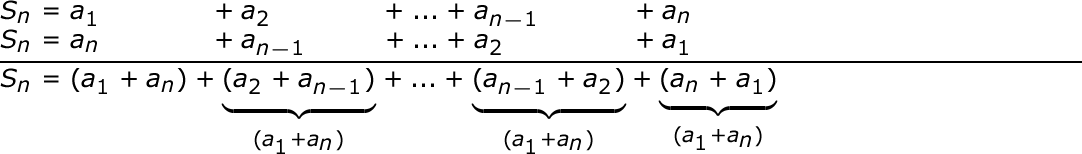 Sₙ = a₁ + a₂ + ... + aₙ₋₁ + aₙ
Sₙ = aₙ + aₙ₋₁ + ... + a₂ + a₁
Sₙ = (a₁ + aₙ) + (a₂ + aₙ₋₁) + ... + (aₙ₋₁ + a₂) + (aₙ + a₁)
(a₁+aₙ) (a₁+aₙ) (a₁+aₙ)